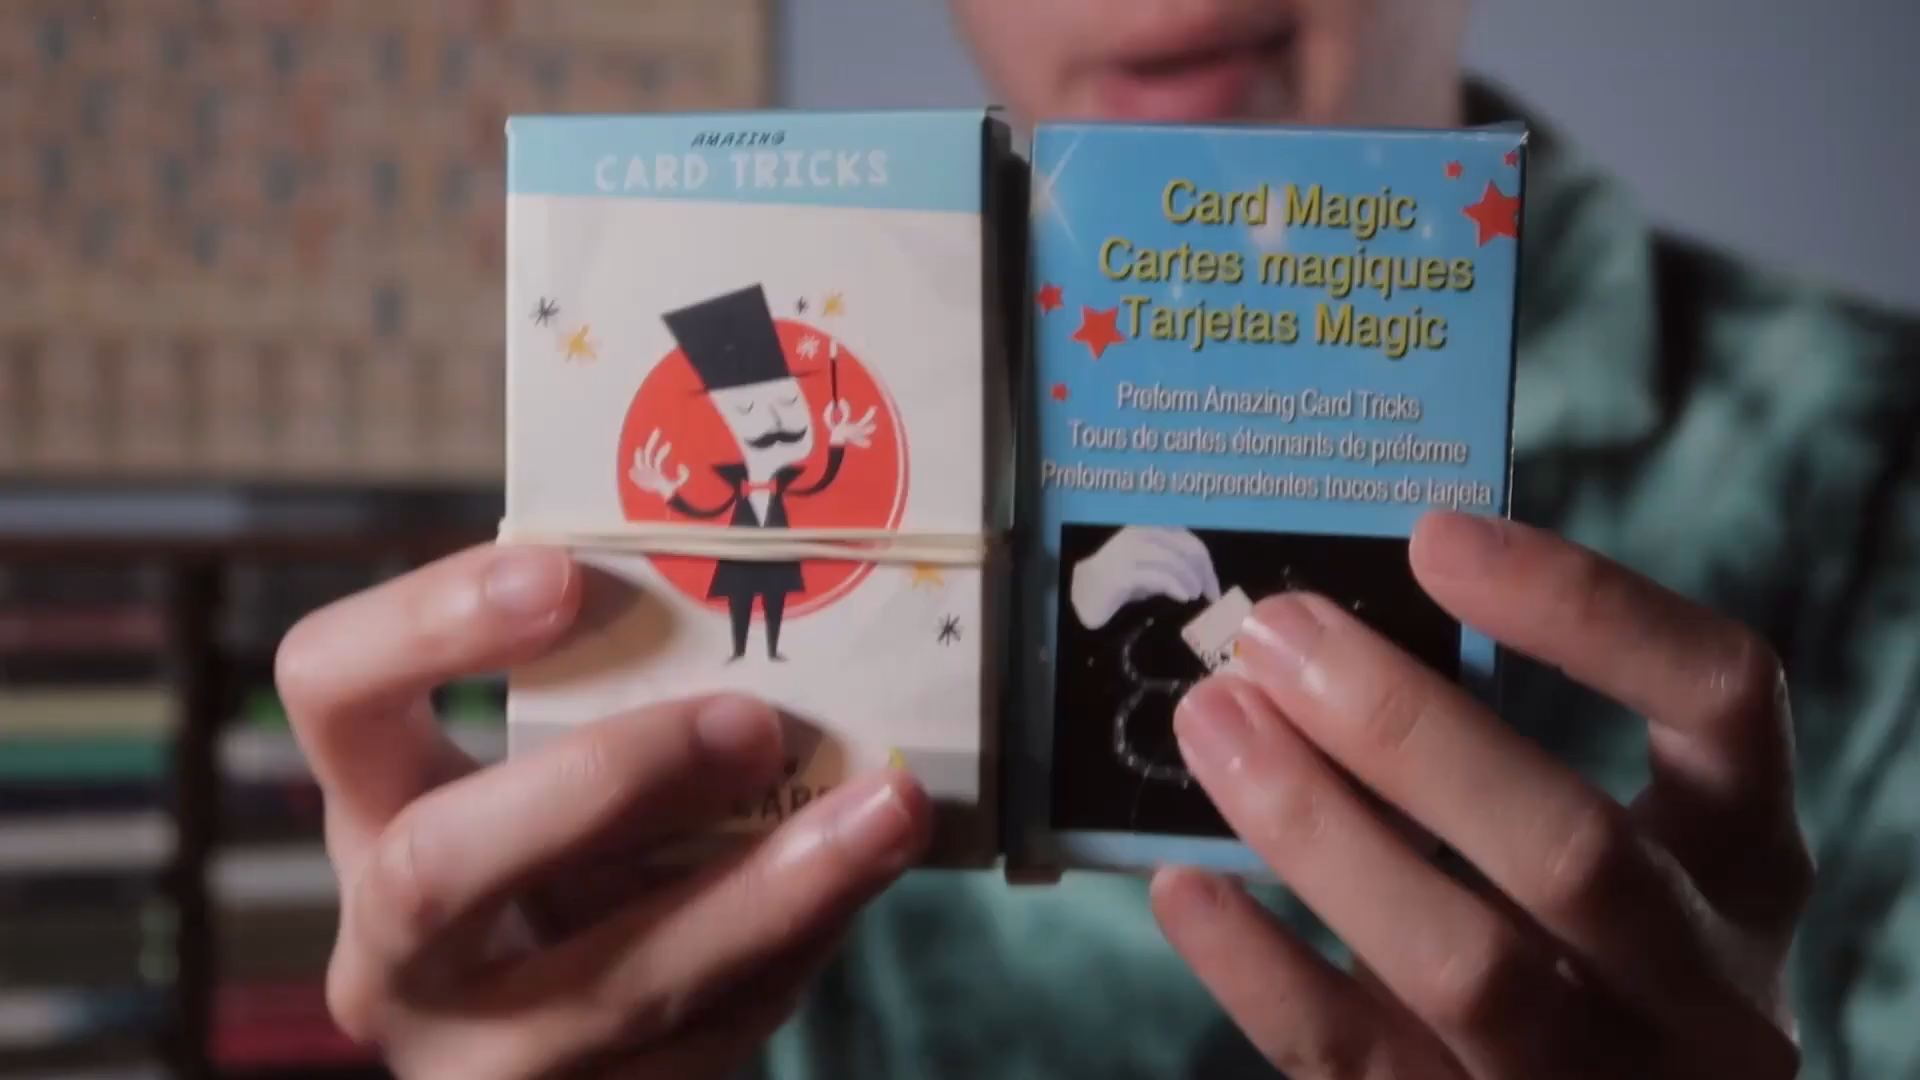 AMAZING
CARD TRICKS
Card Magic
Cartes magiques
Tarjetas Magic
Preform Amazing Card Tricks
Tours de cartes étonnants de préforme
Preforma de sorprendentes trucos de tarjeta